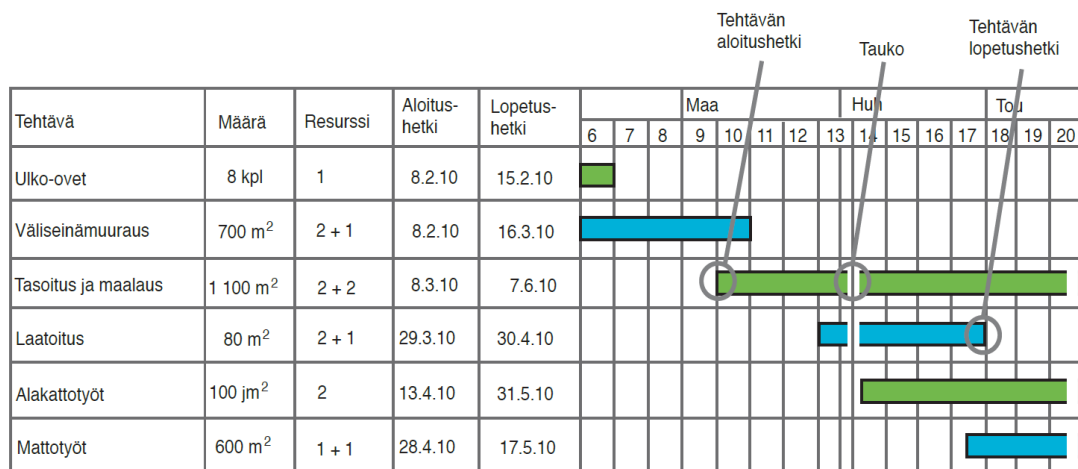 Tehtävän
aloitushetki
Tauko
Tehtävän
lopetushetki
Tehtävä Määrä Resurssi Aloitus-
hetki Lopetus-
hetki Maa Huh Tou
6 7 8 9 10 11 12 13 14 15 16 17 18 19 20
Ulko-ovet 8 kpl 1 8.2.10 15.2.10
Väliseinämuuraus 700 m² 2 + 1 8.2.10 16.3.10
Tasoitus ja maalaus 1 100 m² 2 + 2 8.3.10 7.6.10
Laatoitus 80 m² 2 + 1 29.3.10 30.4.10
Alakattotyöt 100 jm² 2 13.4.10 31.5.10
Mattotyöt 600 m² 1 + 1 28.4.10 17.5.10